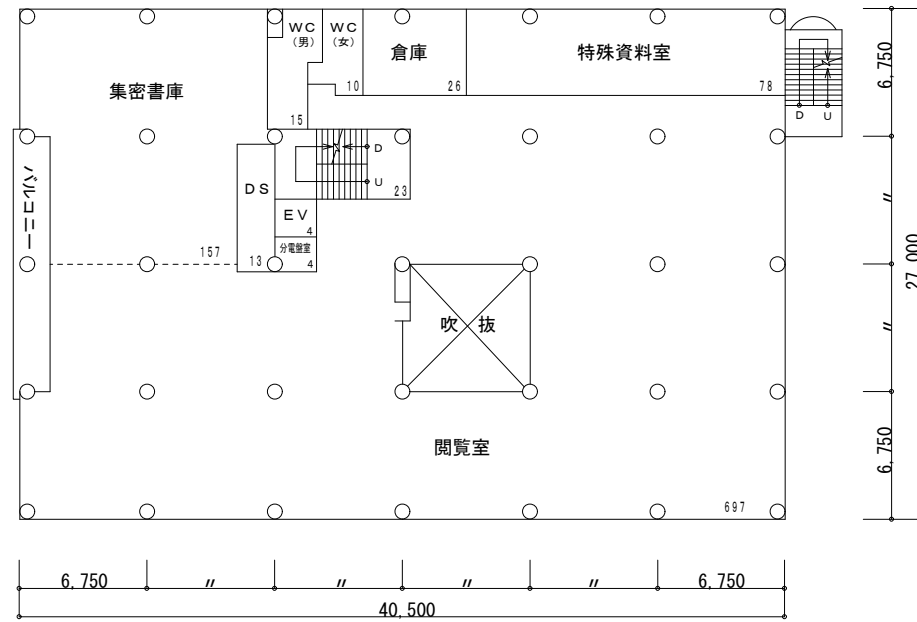 WC
(男)
WC
(女)
倉庫
特殊資料室
集密書庫
10
26
78
15
D
U
D
U
バルコニー
DS
23
EV
4
分電盤室
4
157
13
吹 抜
閲覧室
697
6,750
〃
〃
6,750
27,000
6,750
〃
〃
〃
〃
6,750
40,500